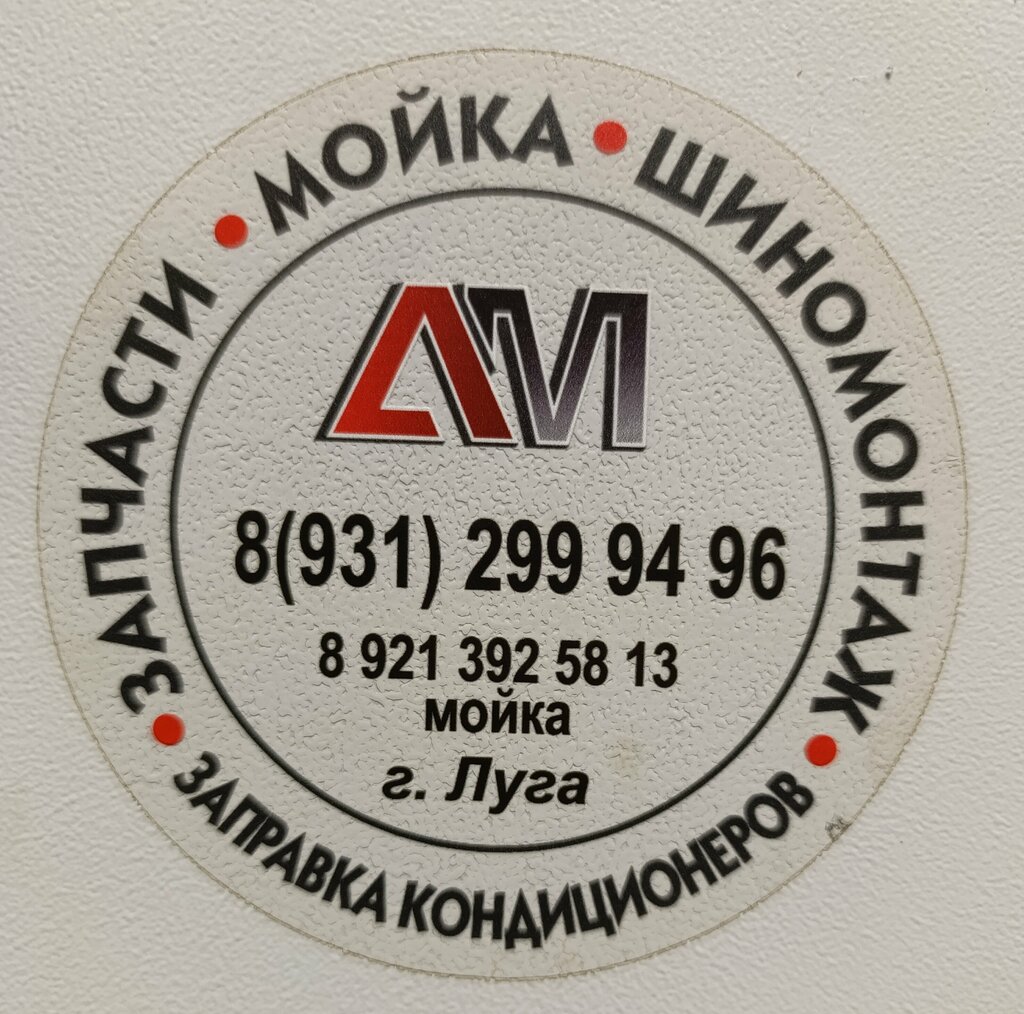 ЗАПЧАСТИ • МОЙКА • ШИНОМОНТАЖ •
ЗАПРАВКА КОНДИЦИОНЕРОВ •
АМ
8(931) 299 94 96
8 921 392 58 13
мойка
г. Луга